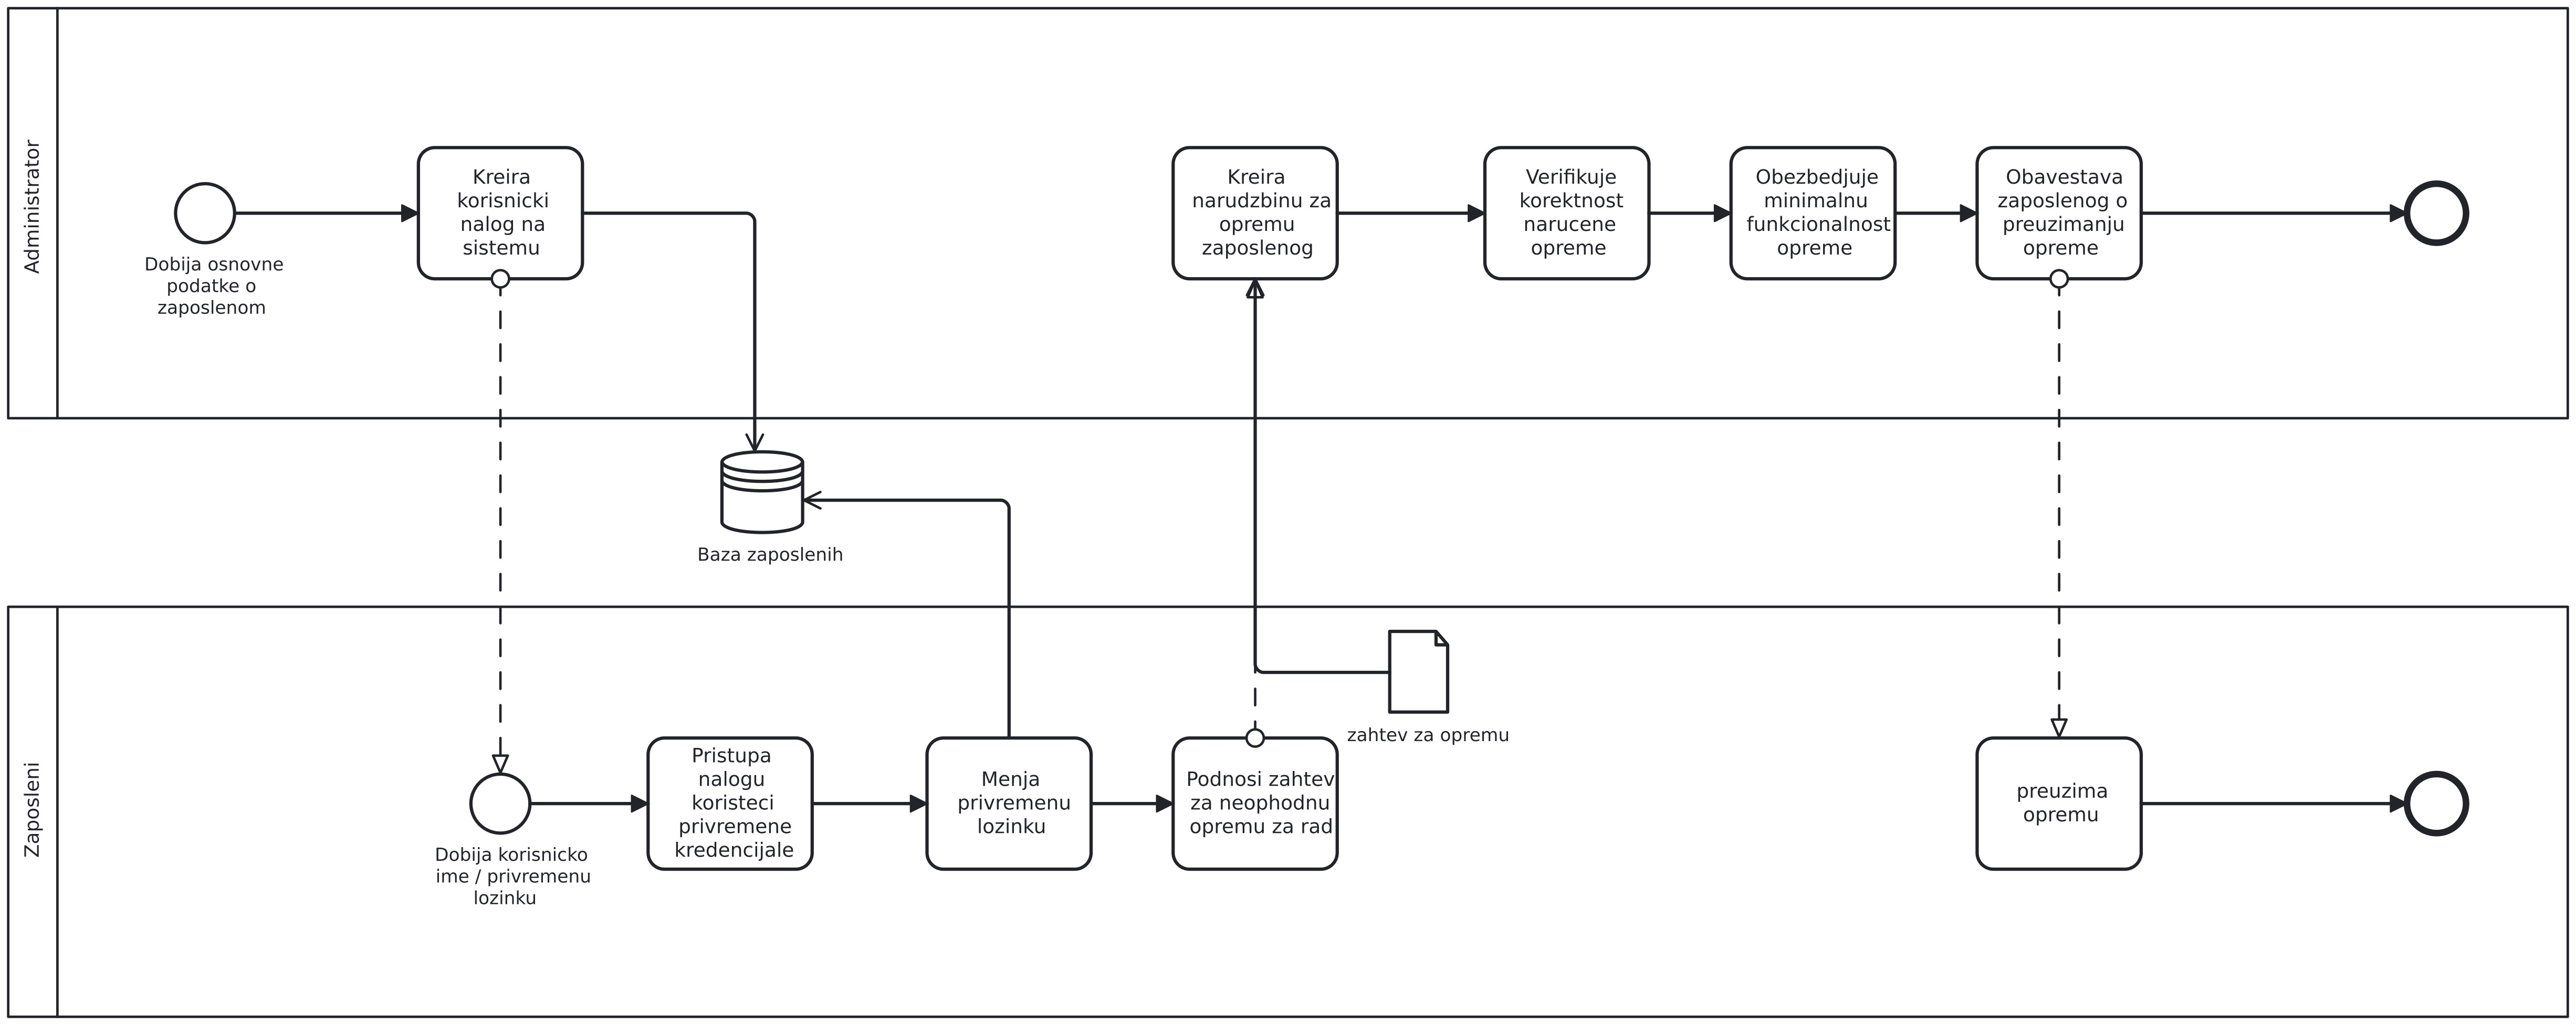 Administrator
Dobija osnovne
podatke o
zaposlenom
Kreira
korisnicki
nalog na
sistemu
Kreira
narudzbinu za
opremu
zaposlenog
Verifikuje
korektnost
narucene
opreme
Obezbedjuje
minimalnu
funkcionalnost
opreme
Obavestava
zaposlenog o
preuzimanju
opreme
Baza zaposlenih
Zaposleni
Dobija korisnicko
ime / privremenu
lozinku
Pristupa
nalogu
koristeci
privremene
kredencijale
Menja
privremenu
lozinku
Podnosi zahtev
za neophodnu
opremu za rad
zahtev za opremu
preuzima
opremu